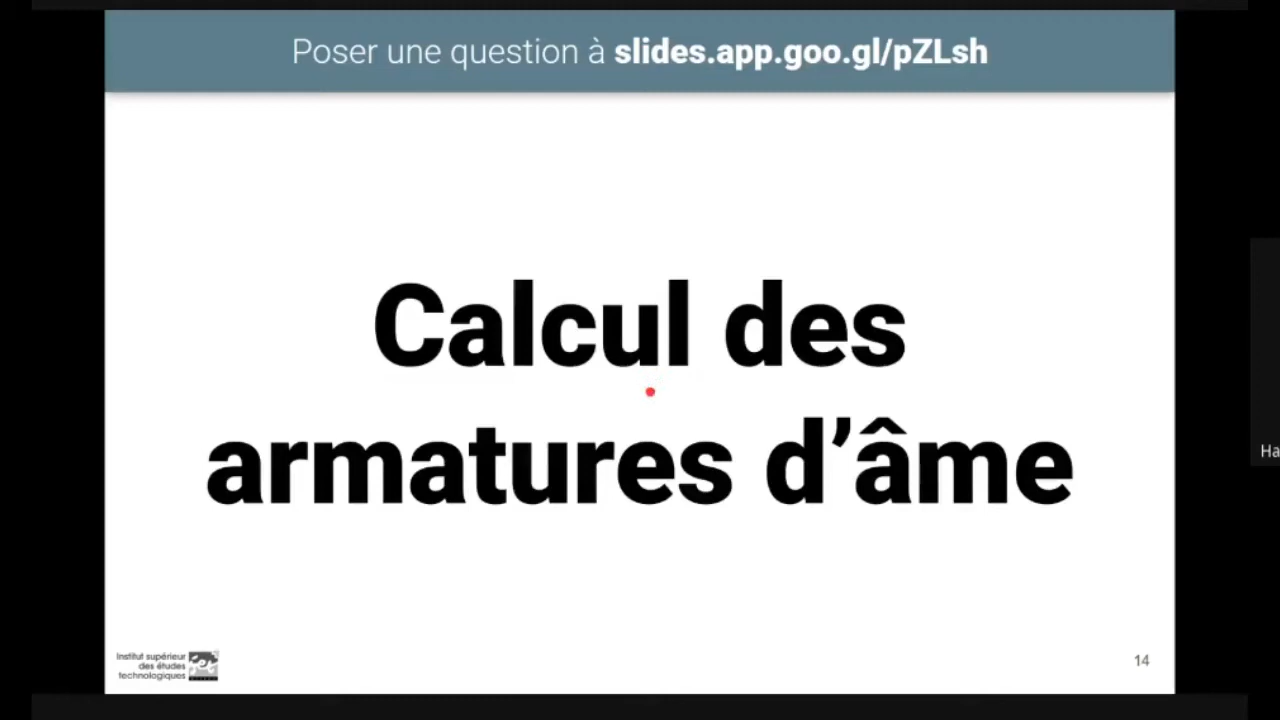 Poser une question à slides.app.goo.gl/pZLsh
Calcul des
armatures d’âme
Institut supérieur
des études
technologiques
14
Ha